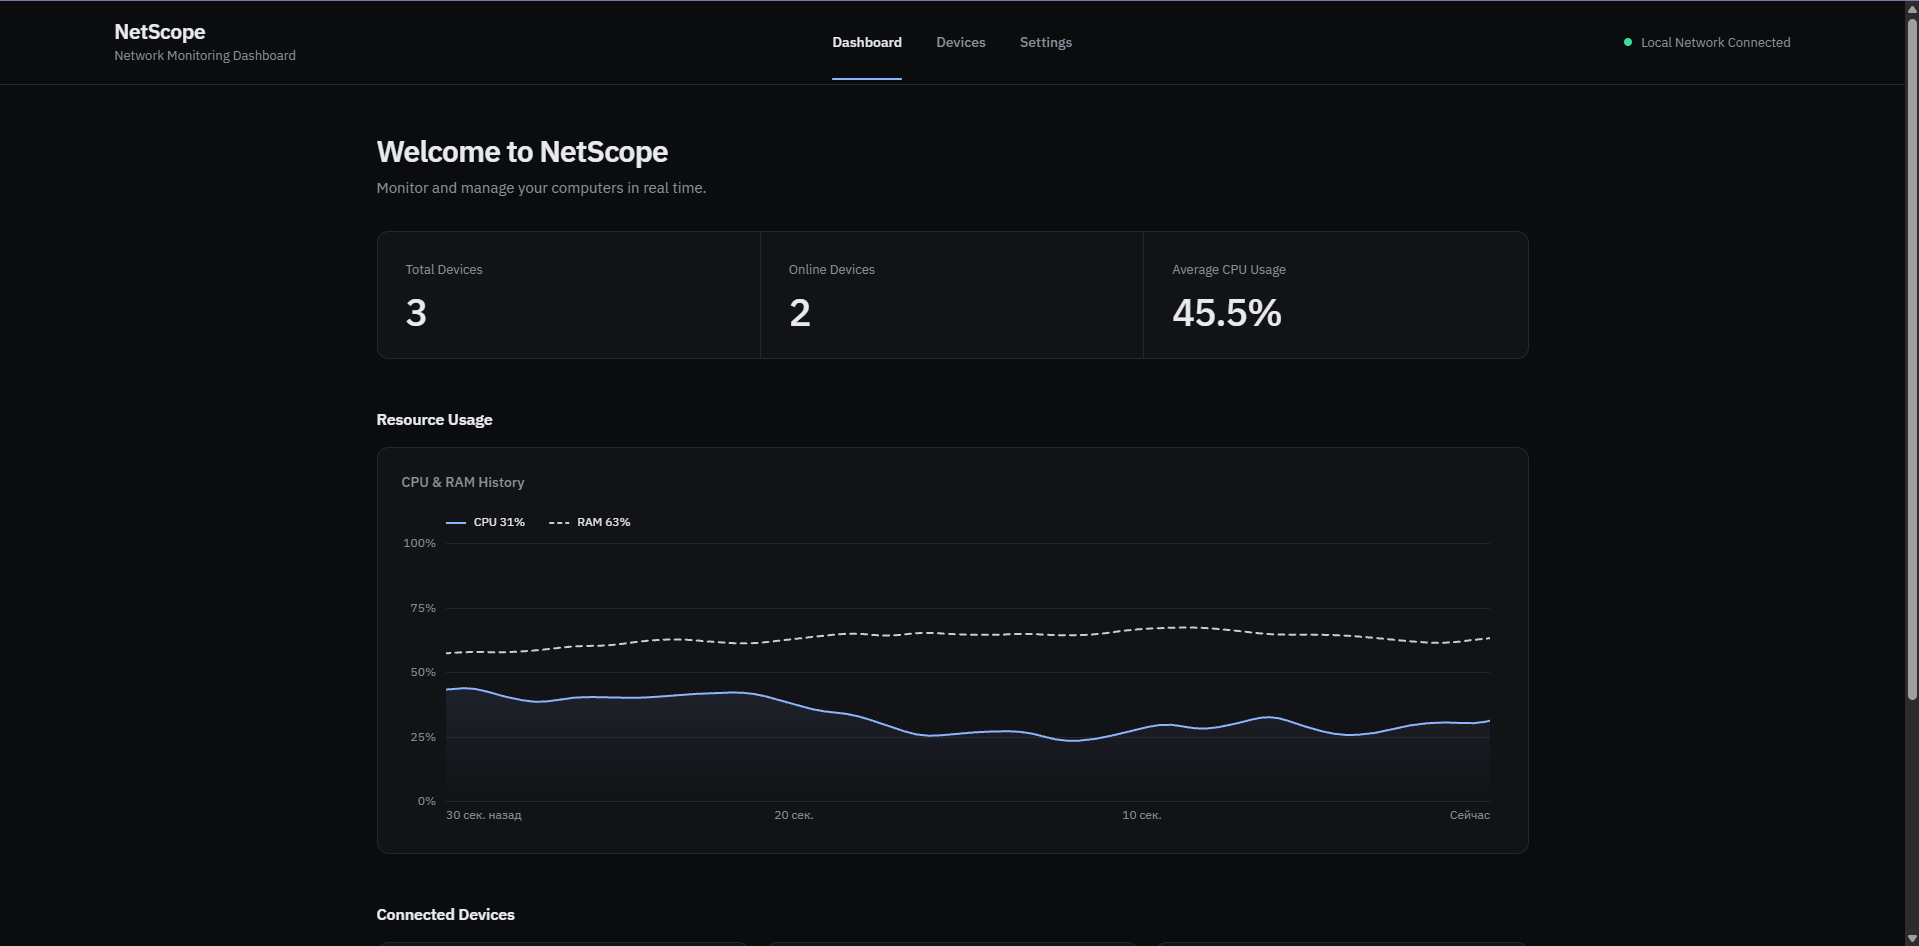 NetScope
Network Monitoring Dashboard
Dashboard
Devices
Settings
Local Network Connected
Welcome to NetScope
Monitor and manage your computers in real time.
Total Devices
3
Online Devices
2
Average CPU Usage
45.5%
Resource Usage
CPU & RAM History
CPU 31%
RAM 63%
100%
75%
50%
25%
0%
30 сек. назад
20 сек.
10 сек.
Сейчас
Connected Devices